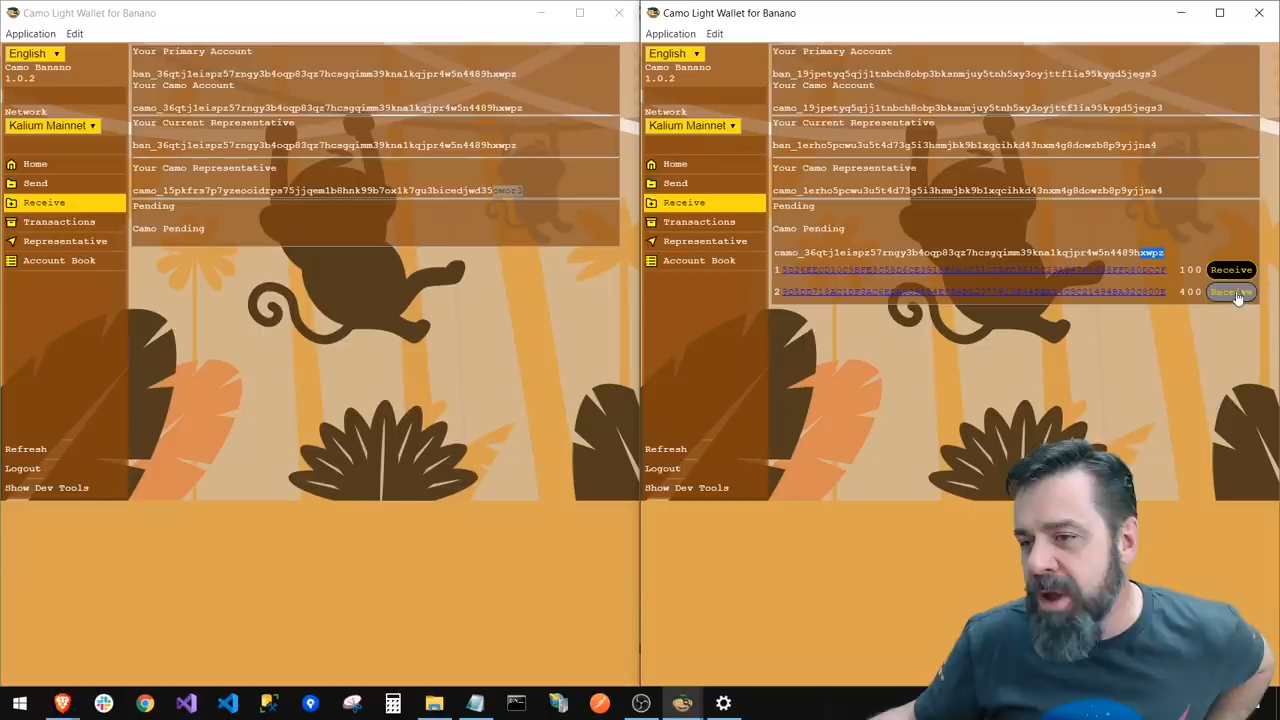 Camo Light Wallet for Banano
Application Edit
English
Camo Banano
1.0.2
Network
Kalium Mainnet
Home
Send
Receive
Transactions
Representative
Account Book
Refresh
Logout
Show Dev Tools
Your Primary Account
ban_36qtj1eispz57rngy3b4oqp83qz7hcsgqimm39kna1kqjpr4w5n4489hxwpz
Your Camo Account
camo_36qtj1eispz57rngy3b4oqp83qz7hcsgqimm39kna1kqjpr4w5n4489hxwpz
Your Current Representative
ban_36qtj1eispz57rngy3b4oqp83qz7hcsgqimm39kna1kqjpr4w5n4489hxwpz
Your Camo Representative
Pending
Camo Pending
Camo Light Wallet for Banano
Application Edit
English
Camo Banano
1.0.2
Network
Kalium Mainnet
Home
Send
Receive
Transactions
Representative
Account Book
Refresh
Logout
Show Dev Tools
Your Primary Account
ban_19jpetyq5qjj1tnbch8obp3bksnmjuy5tnh5xy3oyjttf1ia95kygd5jegs3
Your Camo Account
camo_19jpetyq5qjj1tnbch8obp3bksnmjuy5tnh5xy3oyjttf1ia95kygd5jegs3
Your Current Representative
ban_1erho5pcwu3u5t4d73g5i3hsmjbk9b1xqcihkd43nxm4g8dowzb8p9yjjna4
Your Camo Representative
camo_1erho5pcwu3u5t4d73g5i3hsmjbk9b1xqcihkd43nxm4g8dowzb8p9yjjna4
Pending
Camo Pending
camo_36qtj1eispz57rngy3b4oqp83qz7hcsgqimm39kna1kqjpr4w5n4489hxwpz
1 100 Receive
2 400 Receive